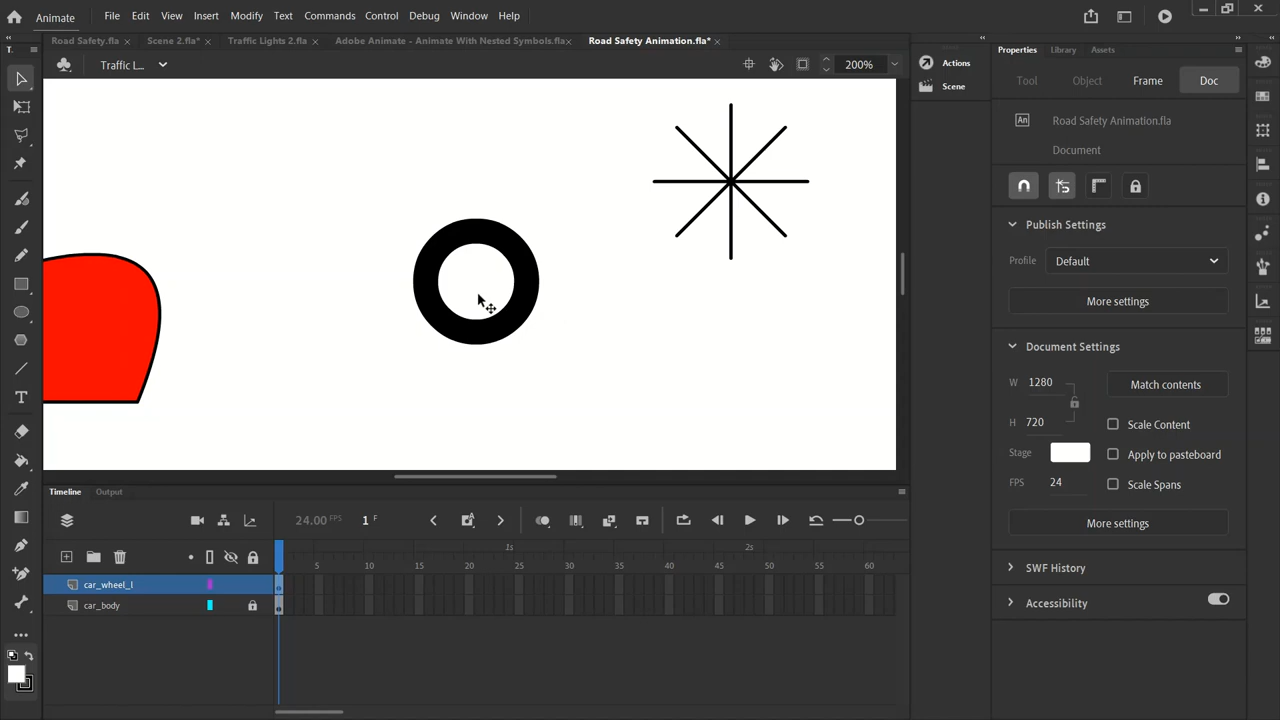 Animate
File
Edit
View
Insert
Modify
Text
Commands
Control
Debug
Window
Help
Road Safety.fla
Scene 2.fla*
Traffic Lights 2.fla
Adobe Animate - Animate With Nested Symbols.fla
Road Safety Animation.fla*
Traffic L...
200%
Actions
Scene
Properties
Library
Assets
Tool
Object
Frame
Doc
An
Road Safety Animation.fla
Document
Publish Settings
Profile
Default
More settings
Document Settings
W
1280
Match contents
H
720
Scale Content
Stage
Apply to pasteboard
FPS
24
Scale Spans
More settings
SWF History
Accessibility
Timeline
Output
24.00 FPS
1 F
1s
2s
5
10
15
20
25
30
35
40
45
50
55
60
car_wheel_l
car_body